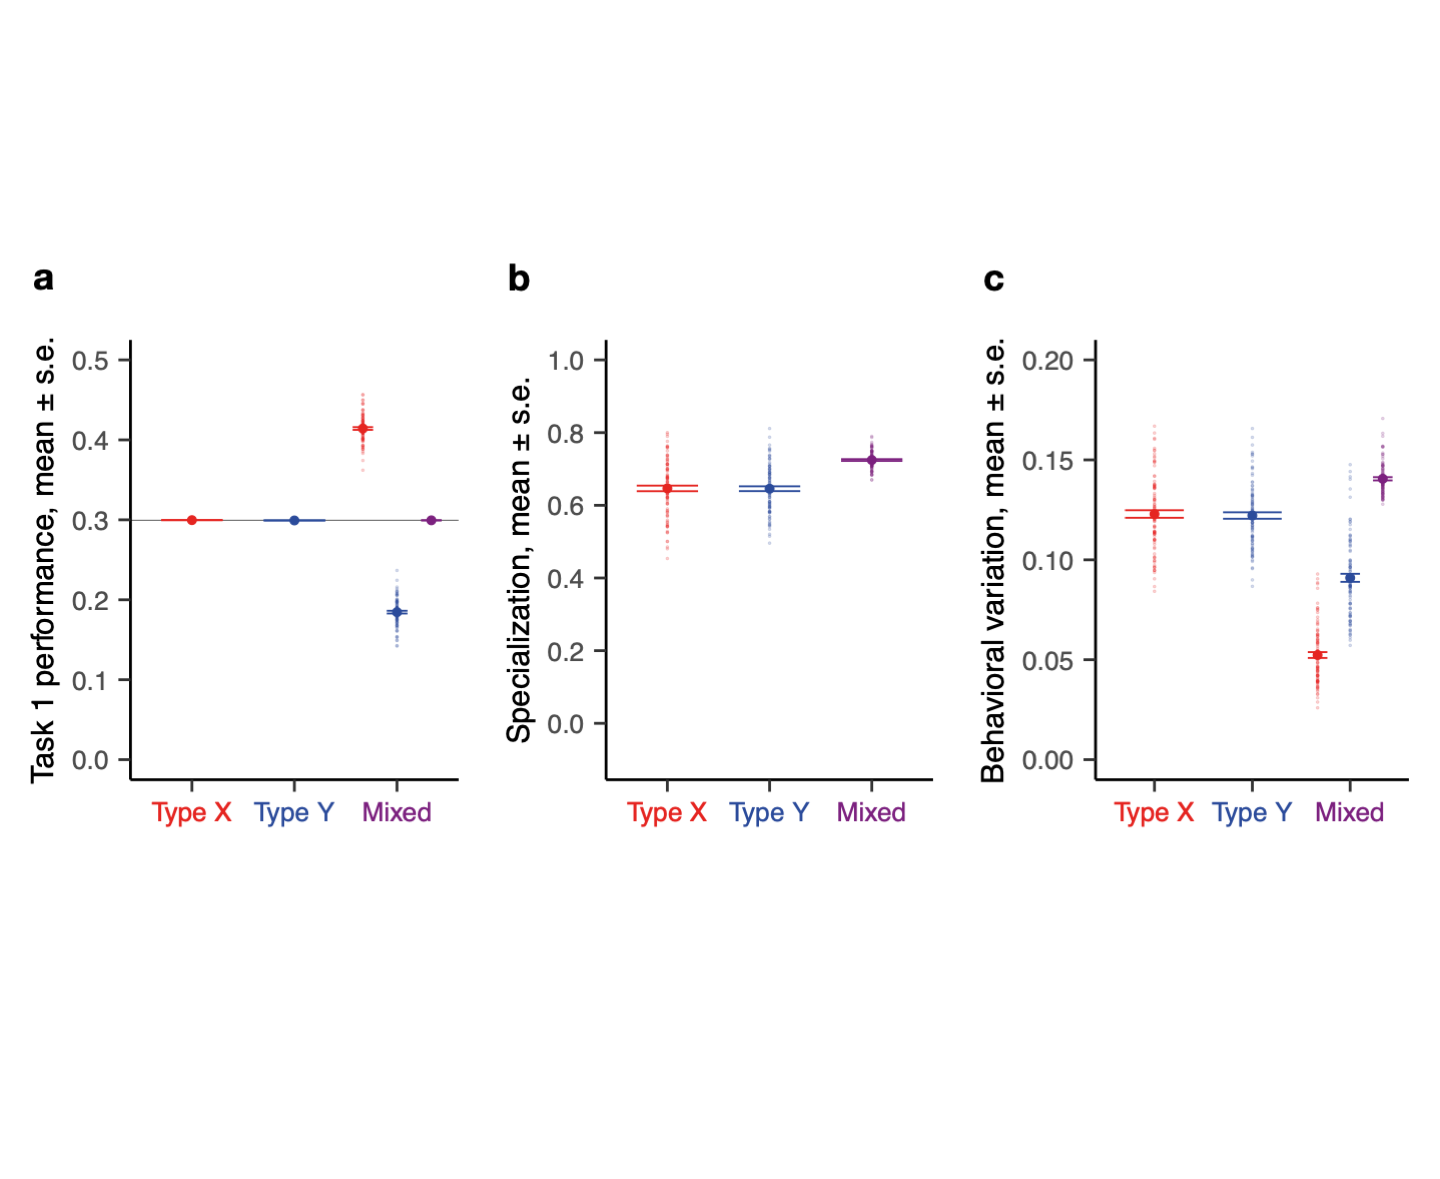 a
Task 1 performance, mean ± s.e.
0.5
0.4
0.3
0.2
0.1
0.0
Type X Type Y Mixed
b
Specialization, mean ± s.e.
1.0
0.8
0.6
0.4
0.2
0.0
Type X Type Y Mixed
c
Behavioral variation, mean ± s.e.
0.20
0.15
0.10
0.05
0.00
Type X Type Y Mixed